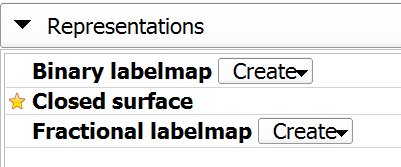 Representations
Binary labelmap Create
Closed surface
Fractional labelmap Create